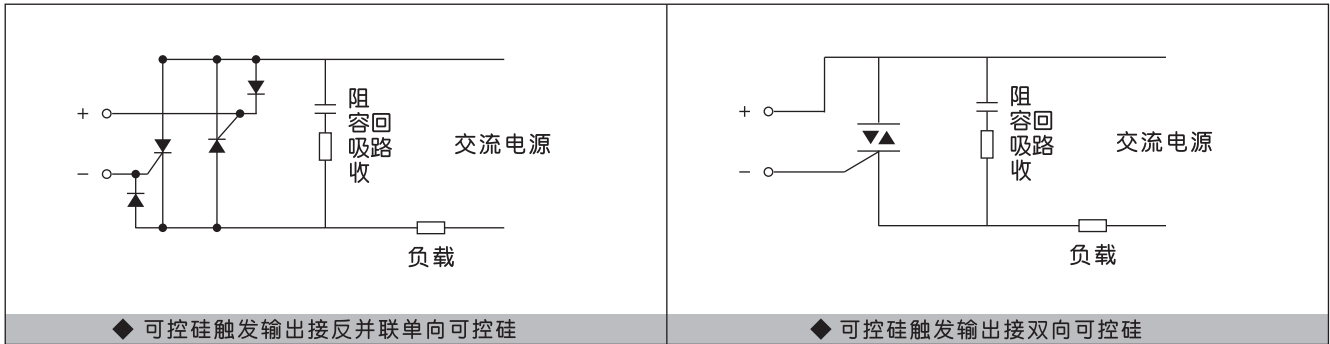 +
−
阻
容回
吸路
收
交流电源
负载
◆ 可控硅触发输出接反并联单向可控硅
+
−
阻
容回
吸路
收
交流电源
负载
◆ 可控硅触发输出接双向可控硅